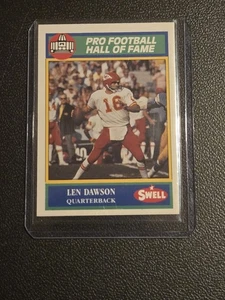 PRO FOOTBALL
HALL OF FAME
16
LEN DAWSON
QUARTERBACK
SWELL